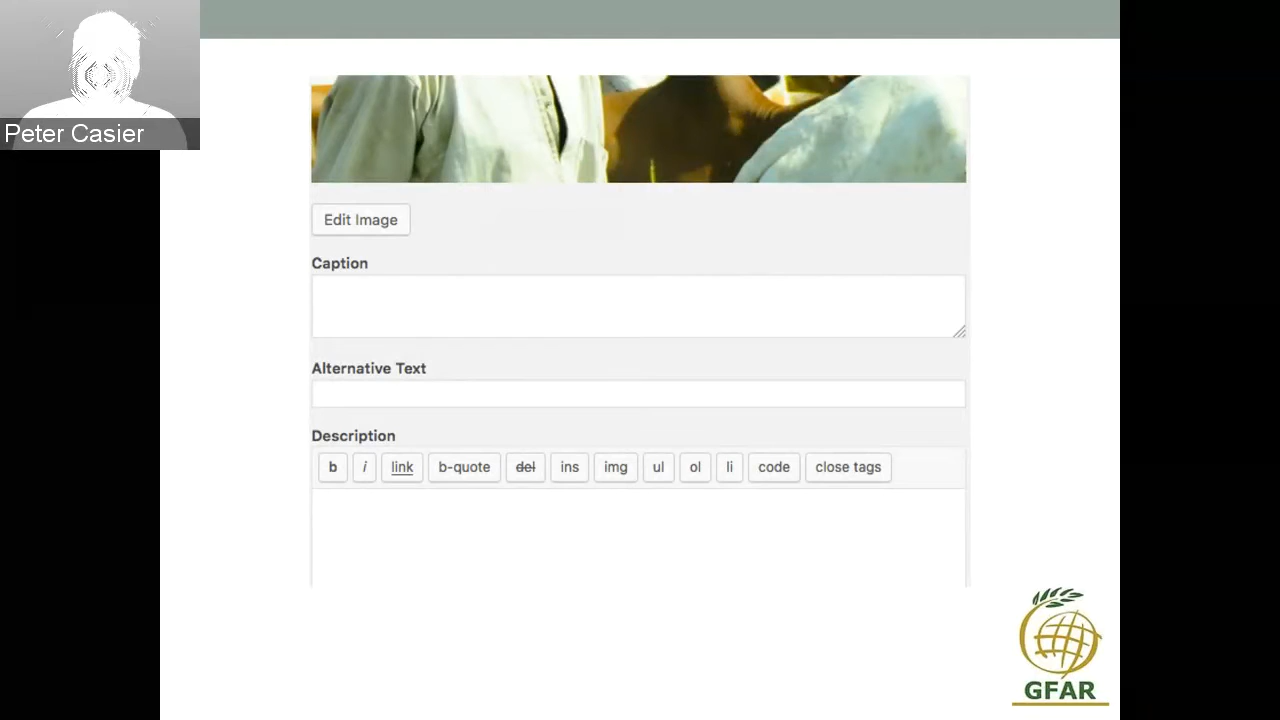 Peter Casier
Edit Image
Caption
Alternative Text
Description
b i link b-quote del ins img ul ol li code close tags
GFAR